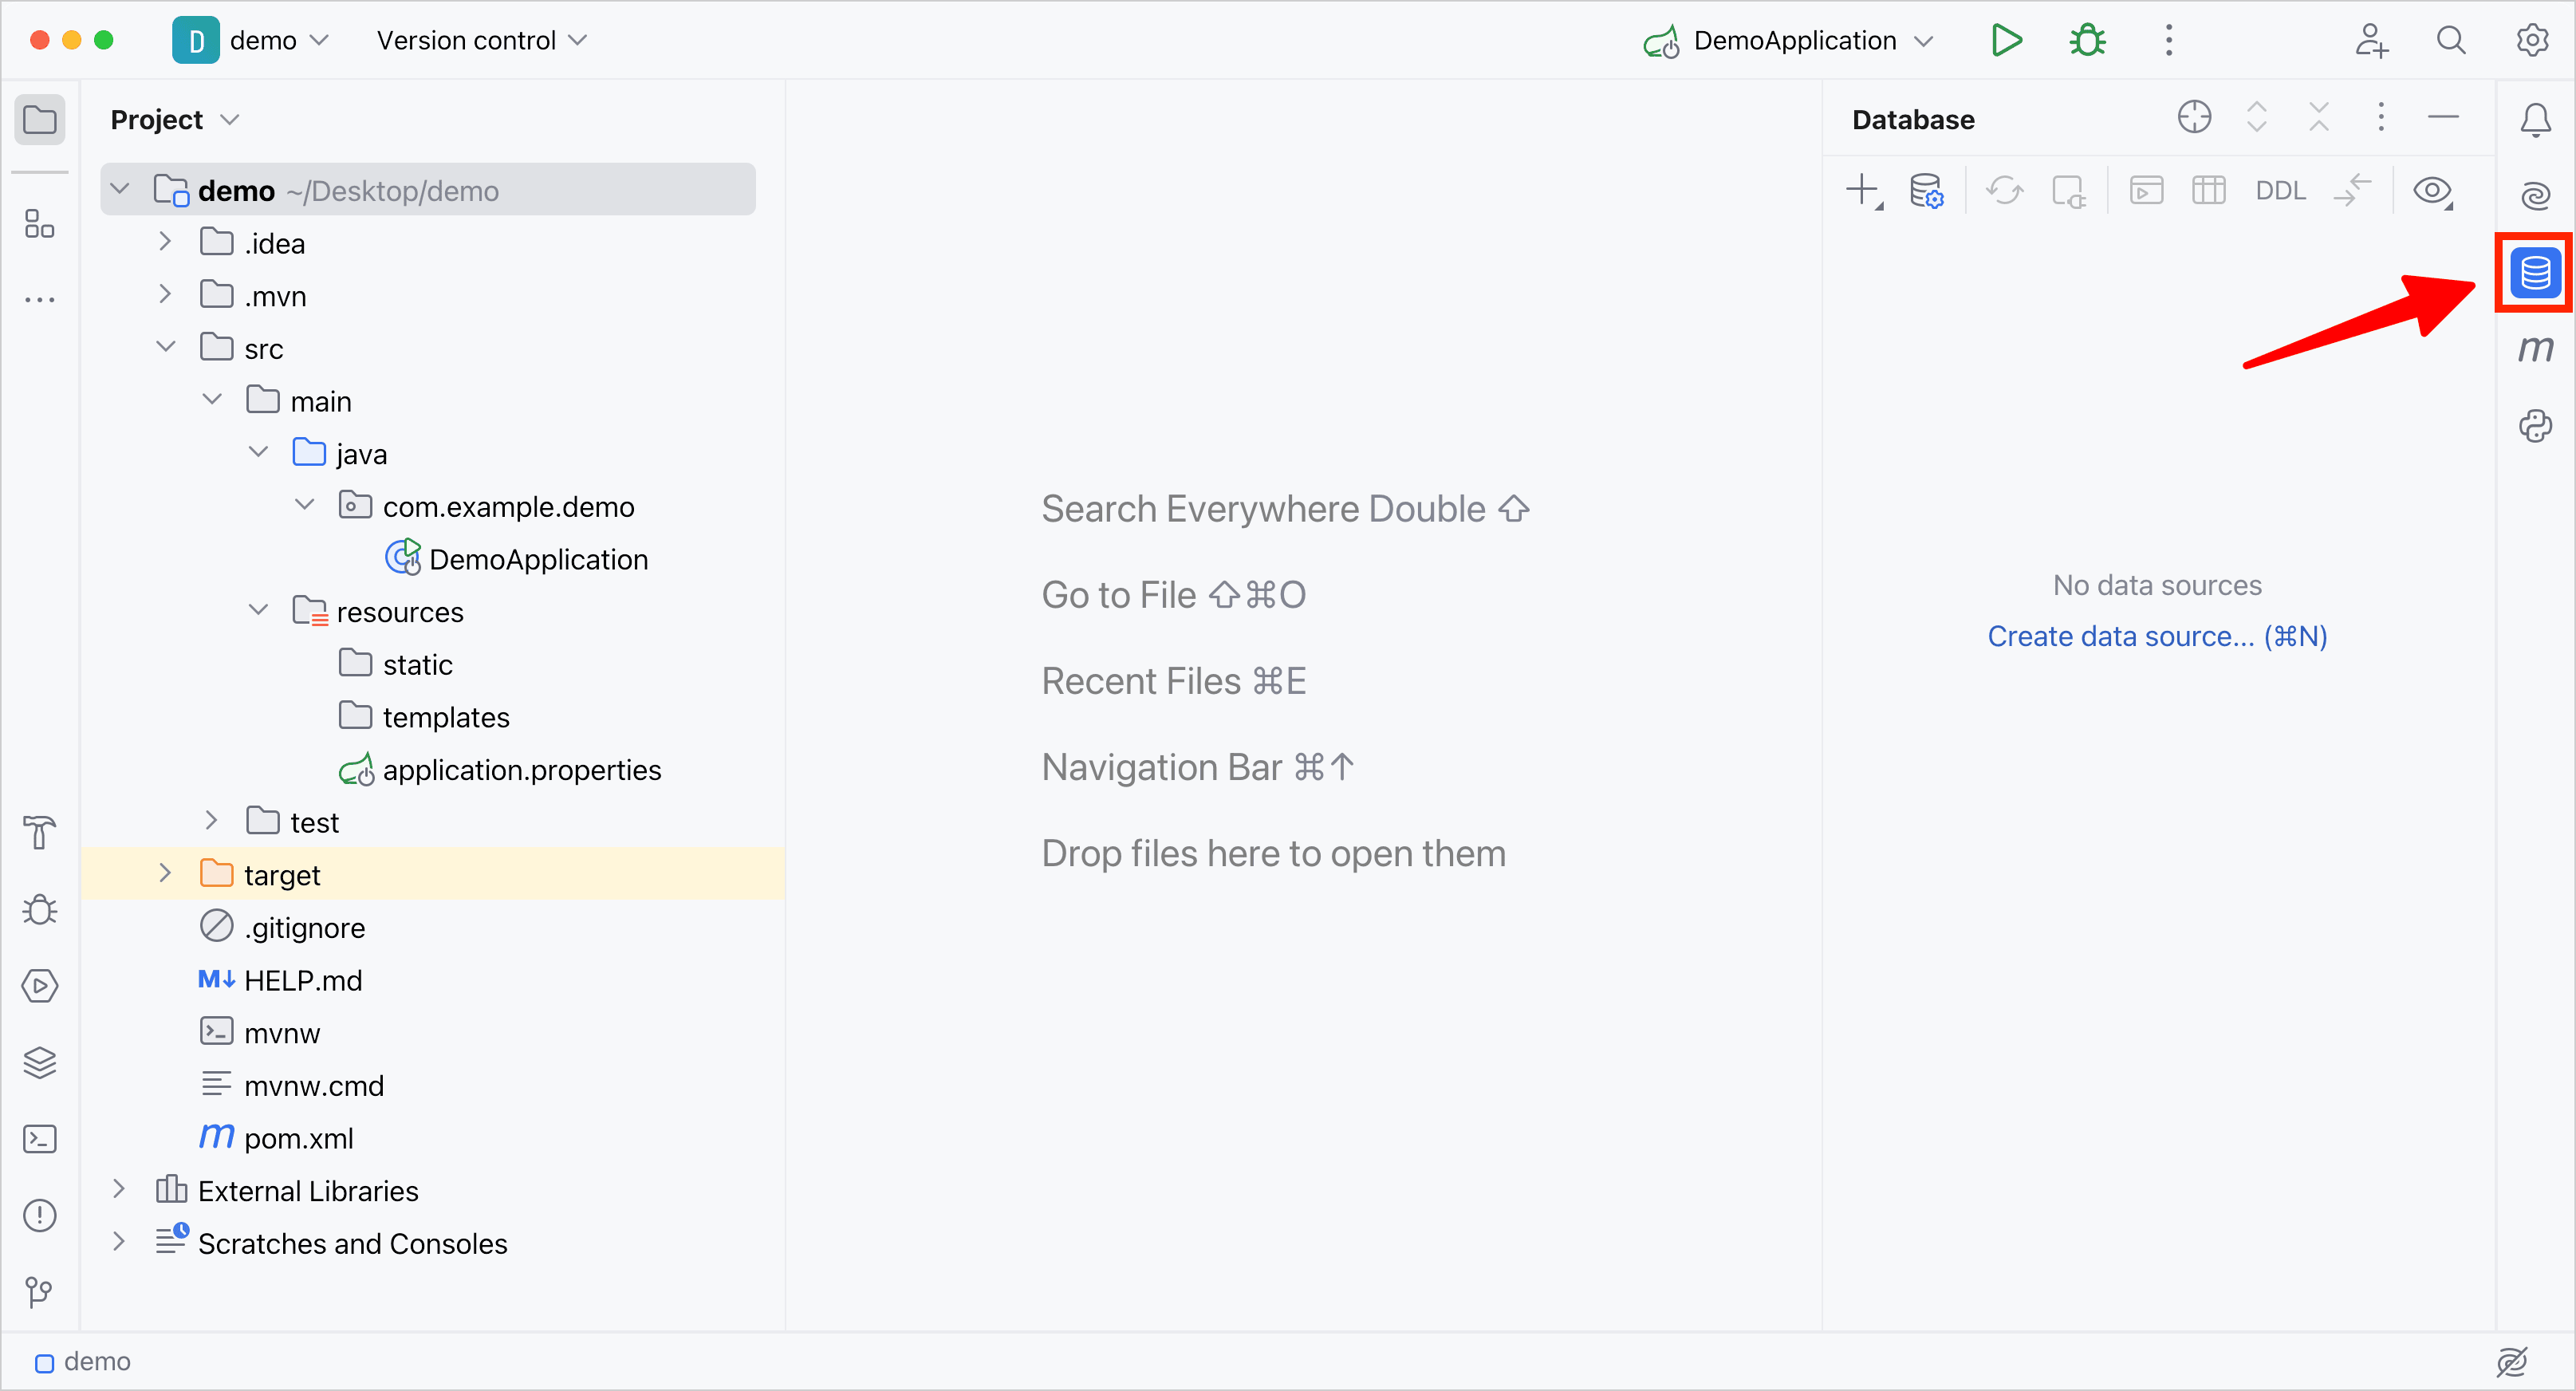 D demo Version control DemoApplication
Project
demo ~/Desktop/demo
.idea
.mvn
src
main
java
com.example.demo
DemoApplication
resources
static
templates
application.properties
test
target
.gitignore
M↓ HELP.md
mvnw
mvnw.cmd
m pom.xml
External Libraries
Scratches and Consoles
Search Everywhere Double ⇧
Go to File ⇧⌘O
Recent Files ⌘E
Navigation Bar ⌘↑
Drop files here to open them
Database
DDL
No data sources
Create data source... (⌘N)
m
demo